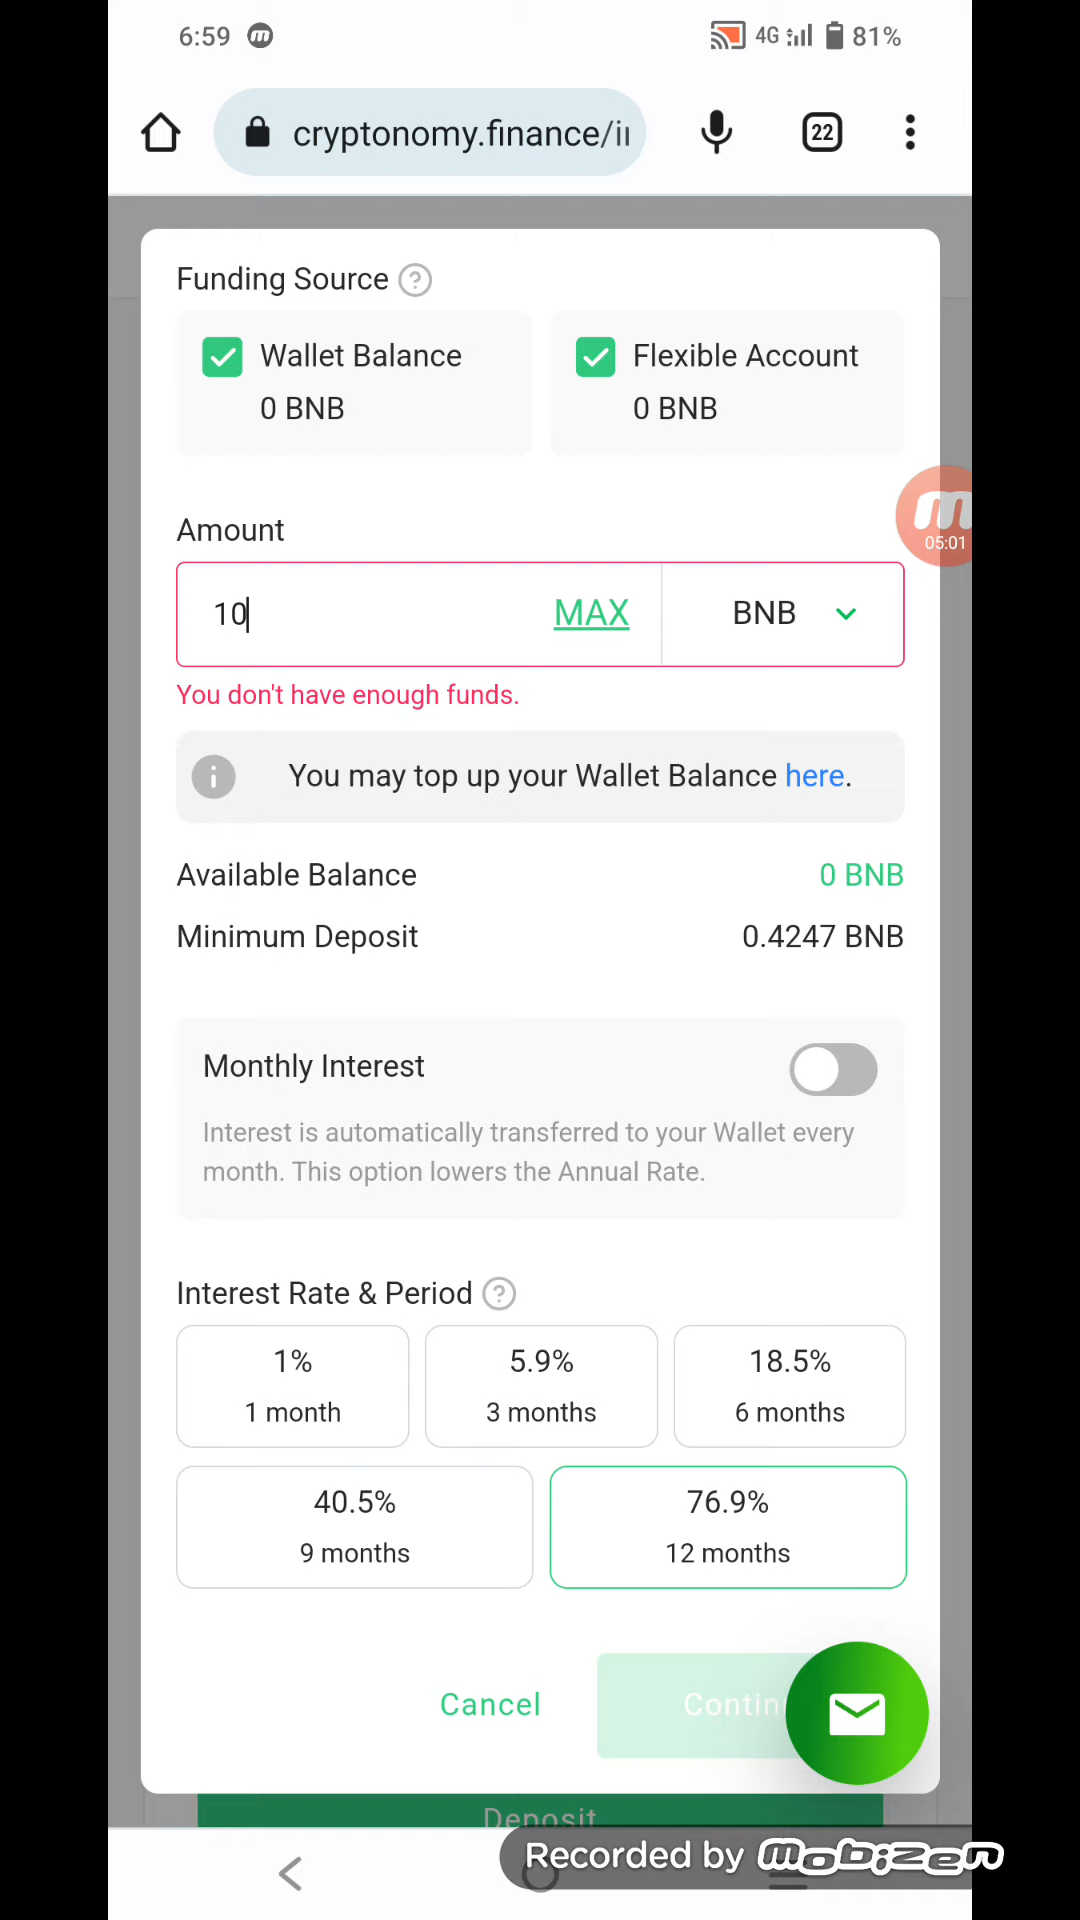 6:59 m 4G 81%
cryptonomy.finance/i 22
Funding Source ?
Wallet Balance Flexible Account
0 BNB 0 BNB
Amount
m
05:01
10 MAX BNB
You don't have enough funds.
i You may top up your Wallet Balance here.
Available Balance 0 BNB
Minimum Deposit 0.4247 BNB
Monthly Interest
Interest is automatically transferred to your Wallet every
month. This option lowers the Annual Rate.
Interest Rate & Period ?
1% 5.9% 18.5%
1 month 3 months 6 months
40.5% 76.9%
9 months 12 months
Cancel Contin
Deposit
Recorded by mobizen